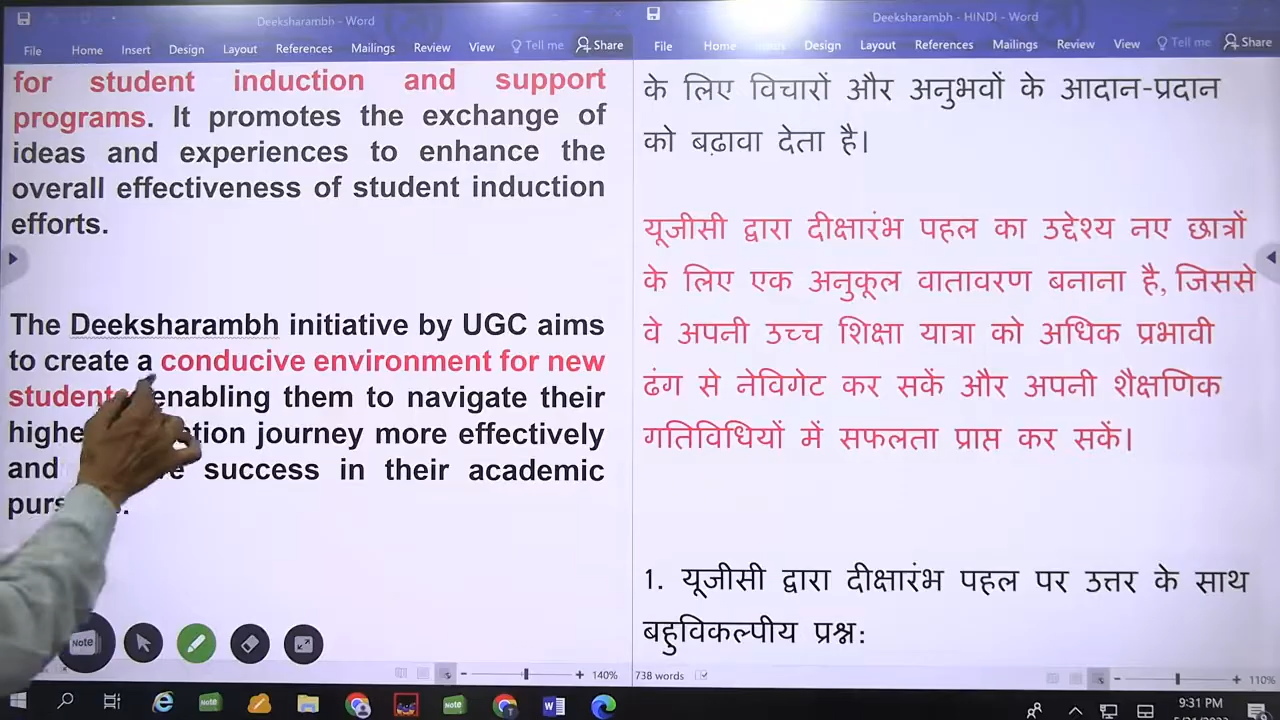 Deeksharambh - Word
File Home Insert Design Layout References Mailings Review View Tell me Share
for student induction and support
programs. It promotes the exchange of
ideas and experiences to enhance the
overall effectiveness of student induction
efforts.
The Deeksharambh initiative by UGC aims
to create a conducive environment for new
enabling them to navigate their
journey more effectively
and success in their academic
Note
140%
Deeksharambh - HINDI - Word
File Home Design Layout References Mailings Review View Tell me Share
के लिए विचारों और अनुभवों के आदान-प्रदान
को बढ़ावा देता है।
यूजीसी द्वारा दीक्षारंभ पहल का उद्देश्य नए छात्रों
के लिए एक अनुकूल वातावरण बनाना है, जिससे
वे अपनी उच्च शिक्षा यात्रा को अधिक प्रभावी
ढंग से नेविगेट कर सकें और अपनी शैक्षणिक
गतिविधियों में सफलता प्राप्त कर सकें।
1. यूजीसी द्वारा दीक्षारंभ पहल पर उत्तर के साथ
बहुविकल्पीय प्रश्न:
738 words
110%
Note Note
9:31 PM